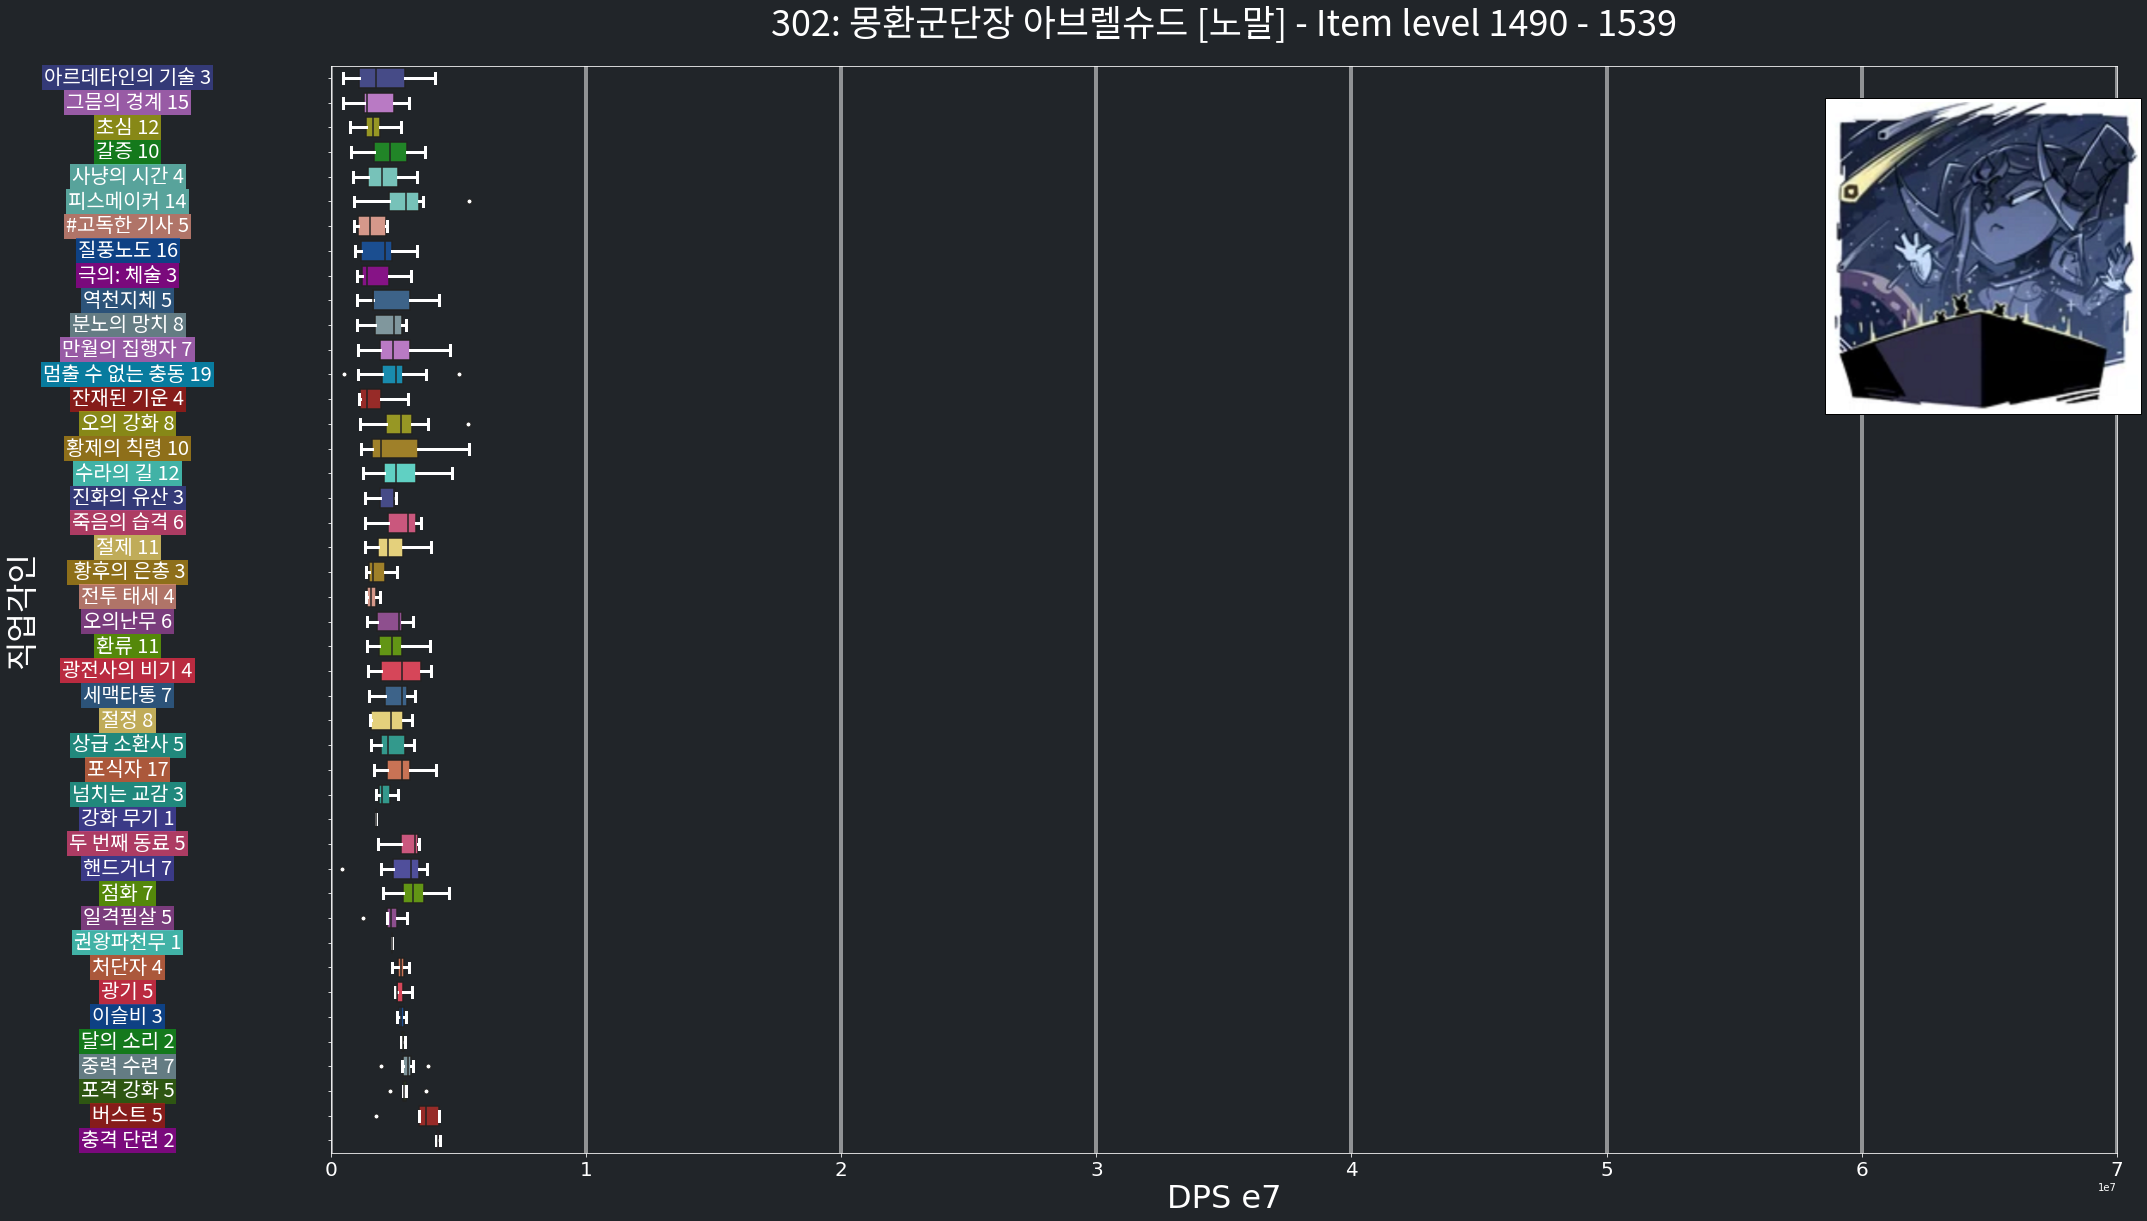 302: 몽환군단장 아브렐슈드 [노말] - Item level 1490 - 1539
아르데타인의 기술 3
그믐의 경계 15
초심 12
갈증 10
사냥의 시간 4
피스메이커 14
#고독한 기사 5
질풍노도 16
극의: 체술 3
역천지체 5
분노의 망치 8
만월의 집행자 7
멈출 수 없는 충동 19
잔재된 기운 4
오의 강화 8
황제의 칙령 10
수라의 길 12
진화의 유산 3
죽음의 습격 6
절제 11
황후의 은총 3
전투 태세 4
오의난무 6
환류 11
광전사의 비기 4
세맥타통 7
절정 8
상급 소환사 5
포식자 17
넘치는 교감 3
강화 무기 1
두 번째 동료 5
핸드거너 7
점화 7
일격필살 5
권왕파천무 1
처단자 4
광기 5
이슬비 3
달의 소리 2
중력 수련 7
포격 강화 5
버스트 5
충격 단련 2
직업각인
0 1 2 3 4 5 6 7
1e7
DPS e7